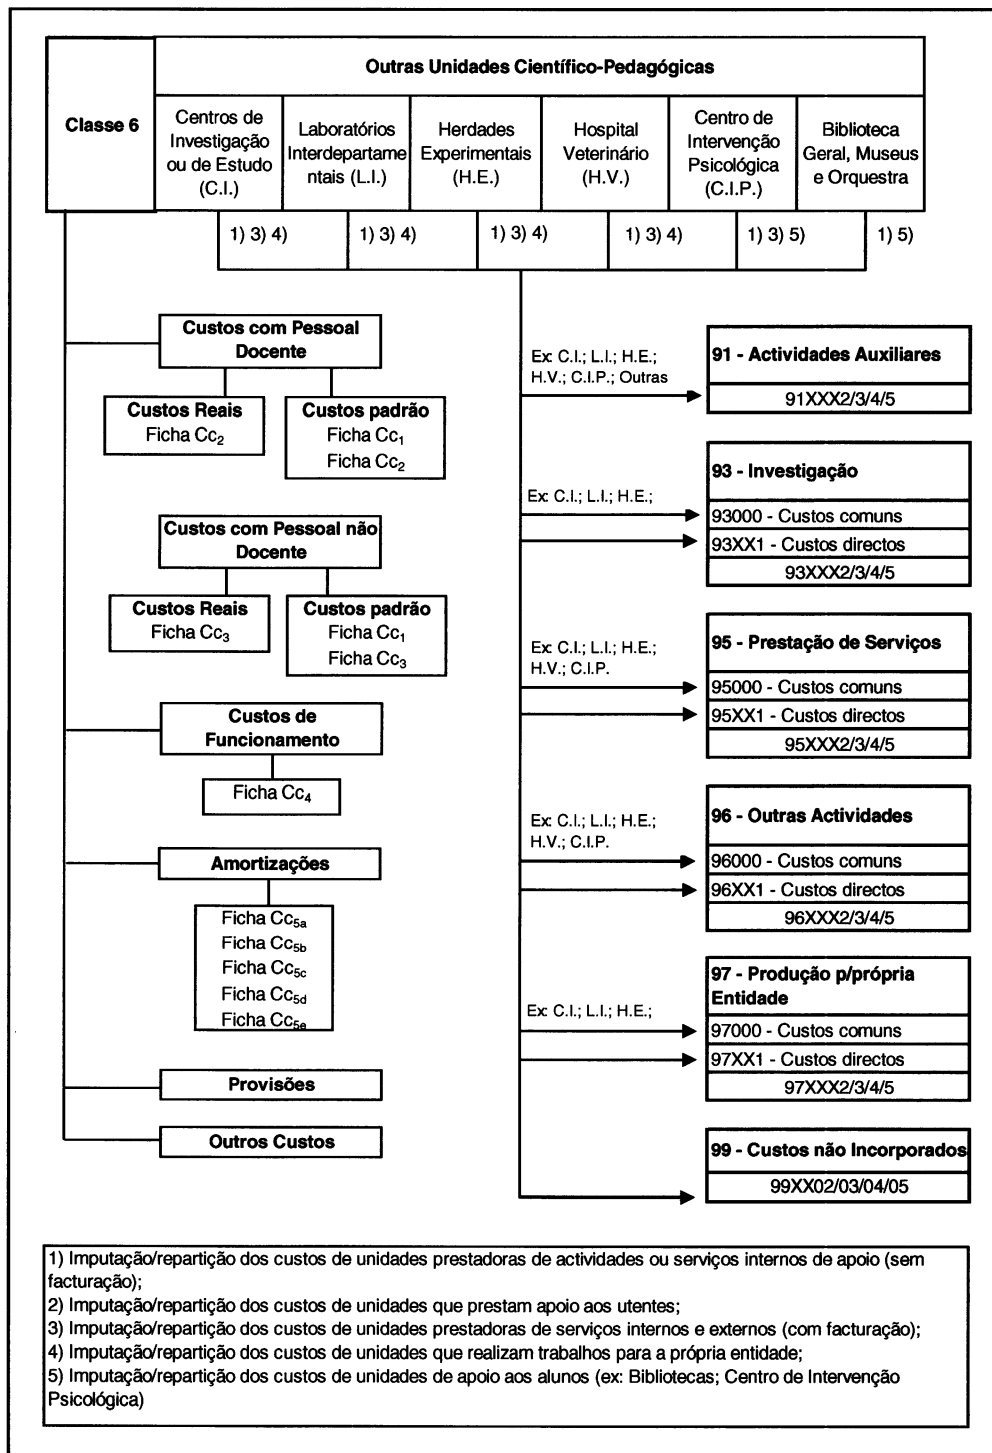 Classe 6
Outras Unidades Científico-Pedagógicas
Centros de
Investigação
ou de Estudo
(C.I.)
Laboratórios
Interdepartame
ntais (L.I.)
Herdades
Experimentais
(H.E.)
Hospital
Veterinário
(H.V.)
Centro de
Intervenção
Psicológica
(C.I.P.)
Biblioteca
Geral, Museus
e Orquestra
1) 3) 4)
1) 3) 4)
1) 3) 4)
1) 3) 4)
1) 3) 5)
1) 5)
Custos com Pessoal
Docente
Custos Reais
Ficha Cc2
Custos padrão
Ficha Cc1
Ficha Cc2
Custos com Pessoal não
Docente
Custos Reais
Ficha Cc3
Custos padrão
Ficha Cc1
Ficha Cc3
Custos de
Funcionamento
Ficha Cc4
Amortizações
Ficha Cc5a
Ficha Cc5b
Ficha Cc5c
Ficha Cc5d
Ficha Cc5e
Provisões
Outros Custos
Ex: C.I.; L.I.; H.E.;
H.V.; C.I.P.; Outras
91 - Actividades Auxiliares
91XXX2/3/4/5
Ex: C.I.; L.I.; H.E.;
93 - Investigação
93000 - Custos comuns
93XX1 - Custos directos
93XXX2/3/4/5
Ex: C.I.; L.I.; H.E.;
H.V.; C.I.P.
95 - Prestação de Serviços
95000 - Custos comuns
95XX1 - Custos directos
95XXX2/3/4/5
Ex: C.I.; L.I.; H.E.;
H.V.; C.I.P.
96 - Outras Actividades
96000 - Custos comuns
96XX1 - Custos directos
96XXX2/3/4/5
Ex: C.I.; L.I.; H.E.;
97 - Produção p/própria
Entidade
97000 - Custos comuns
97XX1 - Custos directos
97XXX2/3/4/5
99 - Custos não Incorporados
99XX02/03/04/05
1) Imputação/repartição dos custos de unidades prestadoras de actividades ou serviços internos de apoio (sem
facturação);
2) Imputação/repartição dos custos de unidades que prestam apoio aos utentes;
3) Imputação/repartição dos custos de unidades prestadoras de serviços internos e externos (com facturação);
4) Imputação/repartição dos custos de unidades que realizam trabalhos para a própria entidade;
5) Imputação/repartição dos custos de unidades de apoio aos alunos (ex: Bibliotecas; Centro de Intervenção
Psicológica)